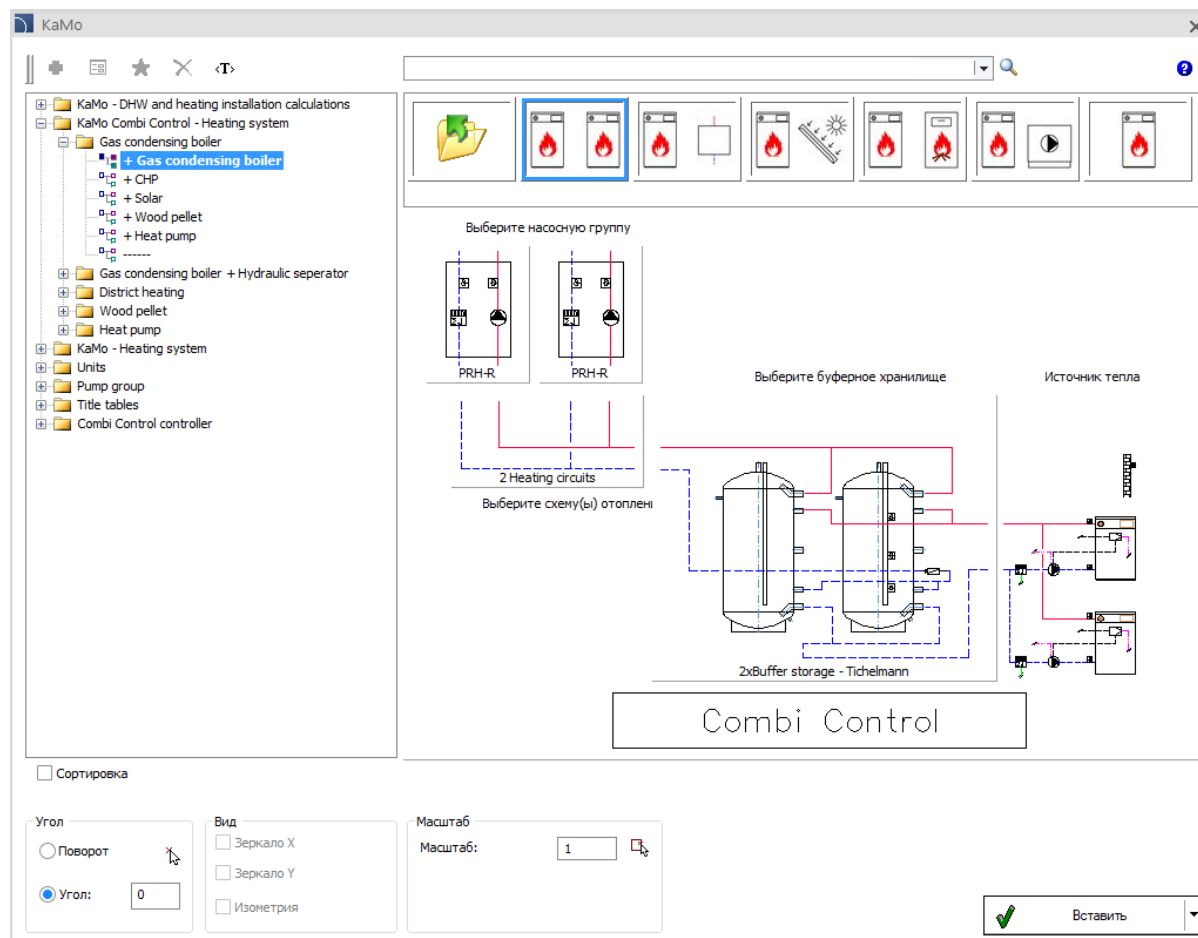 KaMo
<T>
KaMo - DHW and heating installation calculations
KaMo Combi Control - Heating system
Gas condensing boiler
+ Gas condensing boiler
+ CHP
+ Solar
+ Wood pellet
+ Heat pump
------
Gas condensing boiler + Hydraulic seperator
District heating
Wood pellet
Heat pump
KaMo - Heating system
Units
Pump group
Title tables
Combi Control controller
Выберите насосную группу
PRH-R
PRH-R
Выберите буферное хранилище
Источник тепла
2 Heating circuits
Выберите схему(ы) отоплени
2xBuffer storage - Tichelmann
Combi Control
Сортировка
Угол
Поворот
Угол:
0
Вид
Зеркало X
Зеркало Y
Изометрия
Масштаб
Масштаб:
1
Вставить